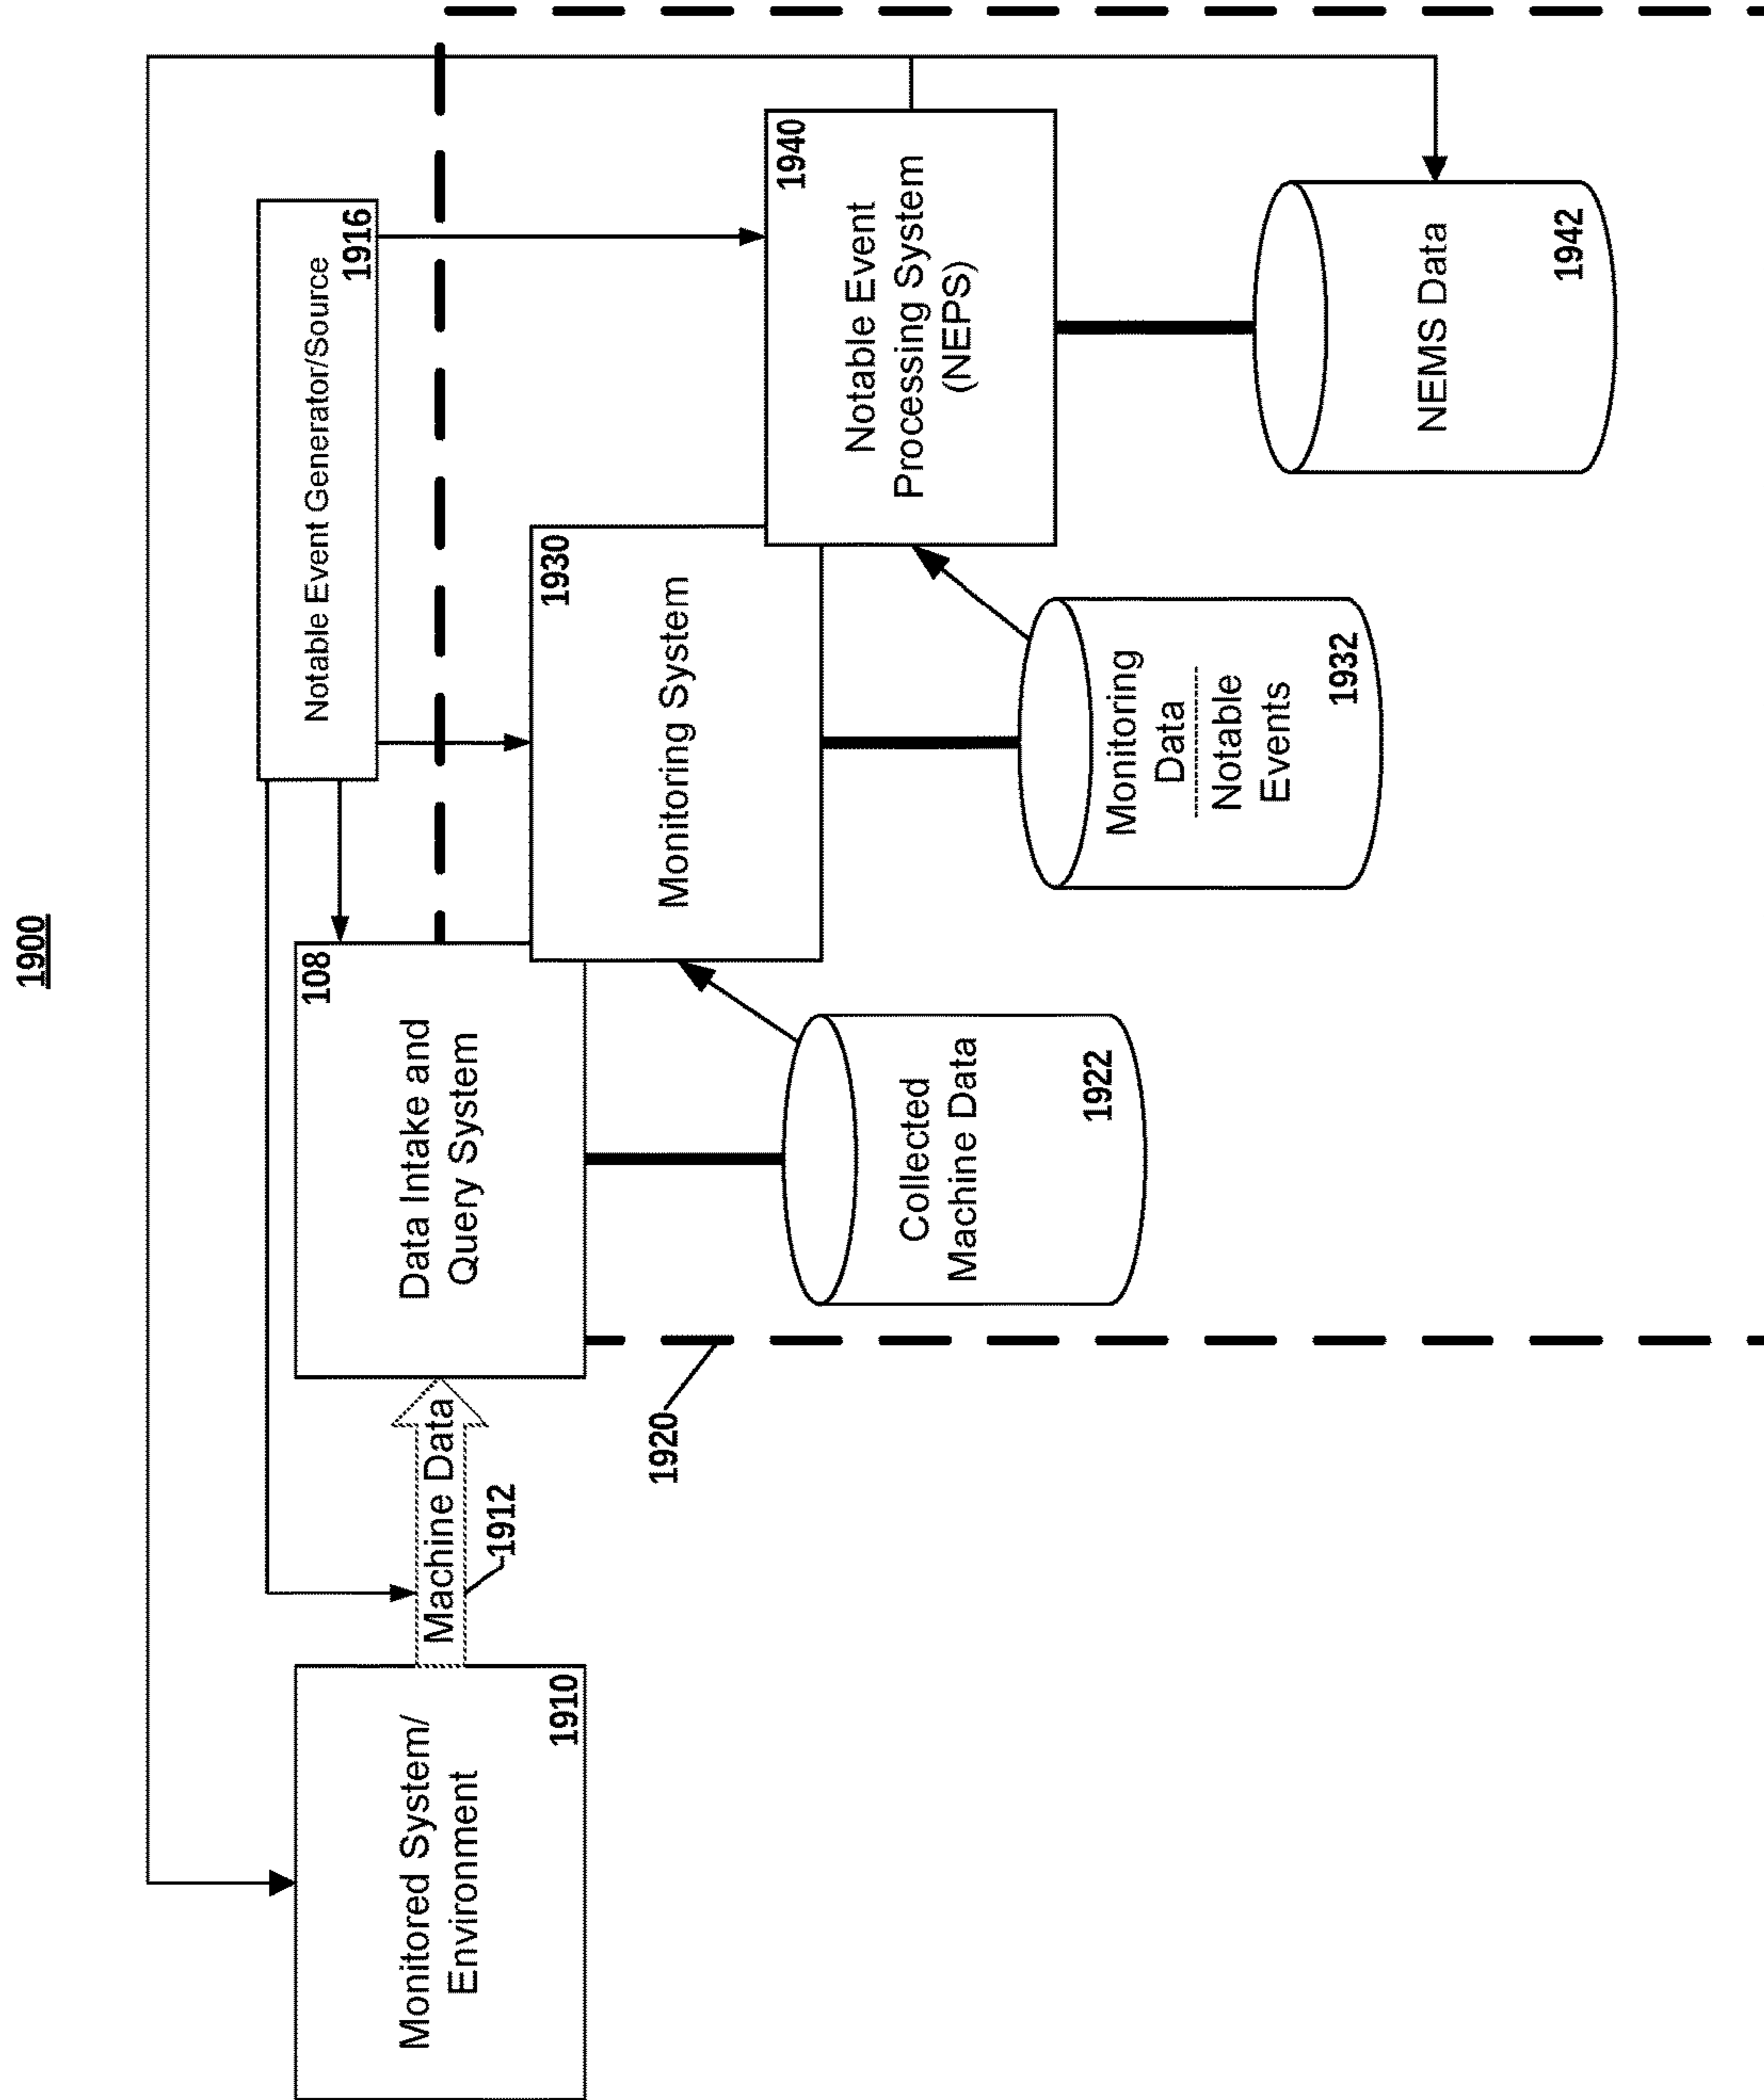 1900
Notable Event Generator/Source
1916
Monitored System/
Environment
1910
Machine Data
1912
Data Intake and
Query System
108
1920
Monitoring System
1930
Notable Event
Processing System
(NEPS)
1940
Collected
Machine Data
1922
Monitoring
Data
Notable
Events
1932
NEMS Data
1942